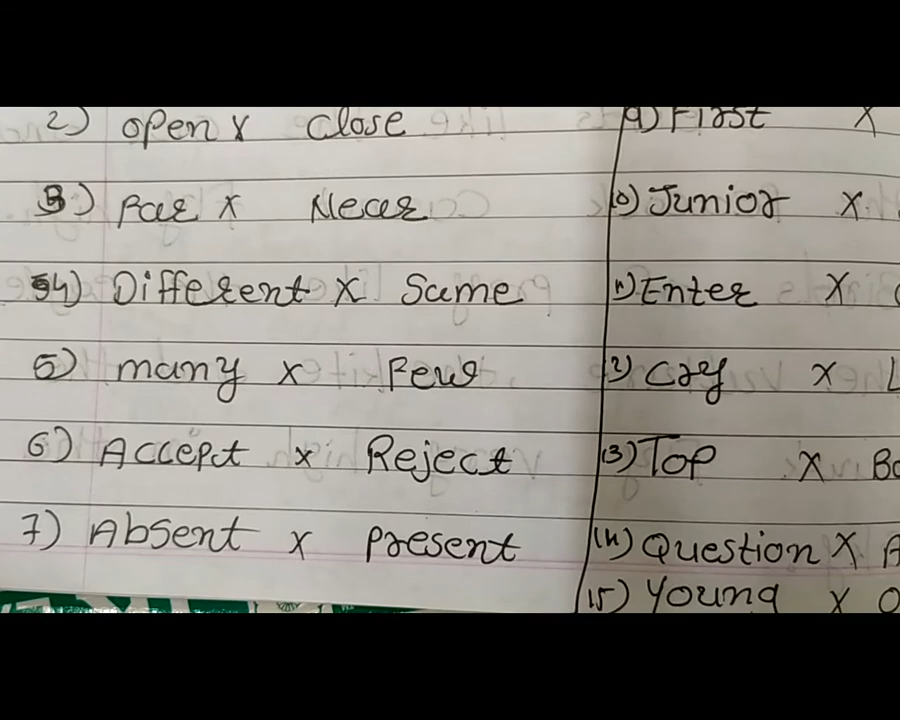 2) open x close
3) Far x Near
4) Different x Same
5) many x Few
6) Accept x Reject
7) Absent x present
9) First x
10) Junior x
11) Enter x
12) Cry x L
13) Top x Bo
14) Question x A
15) Young x O